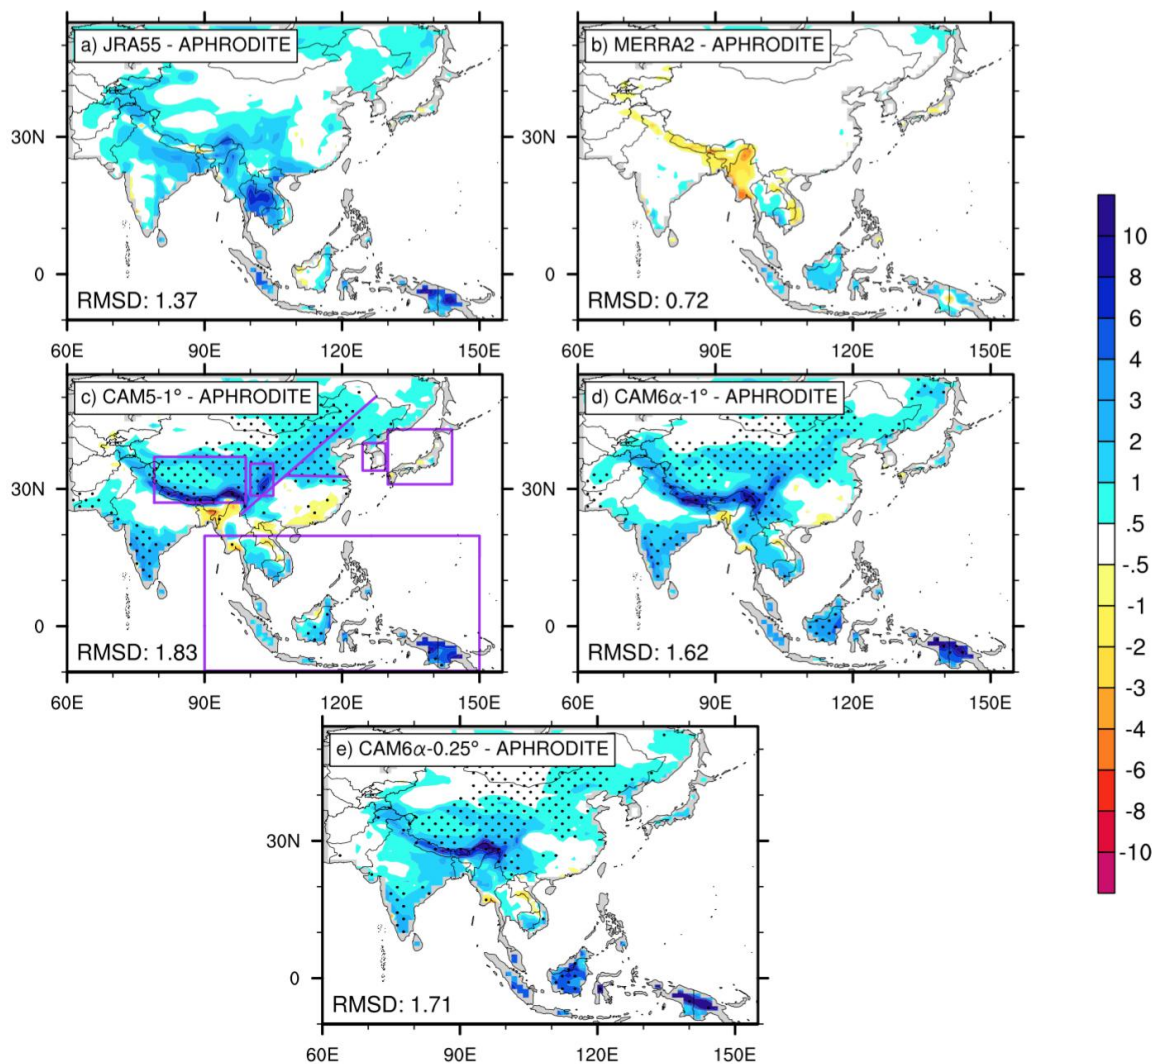 a) JRA55 - APHRODITE
b) MERRA2 - APHRODITE
30N
30N
0
0
RMSD: 1.37
RMSD: 0.72
60E 90E 120E 150E
60E 90E 120E 150E
c) CAM5-1° - APHRODITE
d) CAM6α-1° - APHRODITE
30N
30N
0
0
RMSD: 1.83
RMSD: 1.62
60E 90E 120E 150E
60E 90E 120E 150E
e) CAM6α-0.25° - APHRODITE
30N
0
RMSD: 1.71
60E 90E 120E 150E
10
8
6
4
3
2
1
.5
-.5
-1
-2
-3
-4
-6
-8
-10